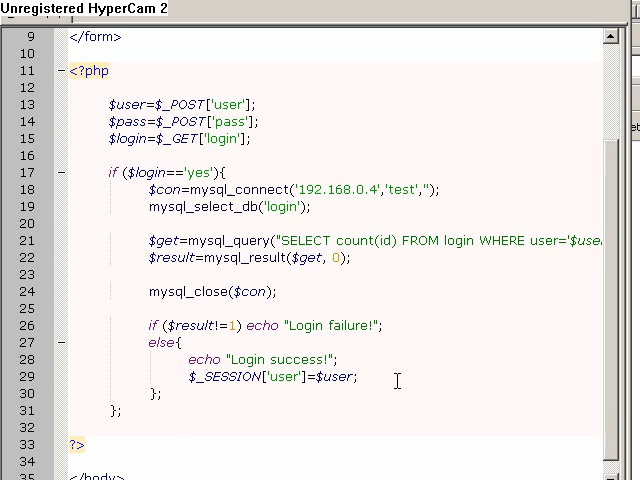 Unregistered HyperCam 2
9 </form>
10
11 <?php
12
13 $user=$_POST['user'];
14 $pass=$_POST['pass'];
15 $login=$_GET['login'];
16
17 if ($login=='yes'){
18 $con=mysql_connect('192.168.0.4','test','');
19 mysql_select_db('login');
20
21 $get=mysql_query("SELECT count(id) FROM login WHERE user='$use
22 $result=mysql_result($get, 0);
23
24 mysql_close($con);
25
26 if ($result!=1) echo "Login failure!";
27 else{
28 echo "Login success!";
29 $_SESSION['user']=$user;
30 };
31 };
32
33 ?>
34
35 </body>